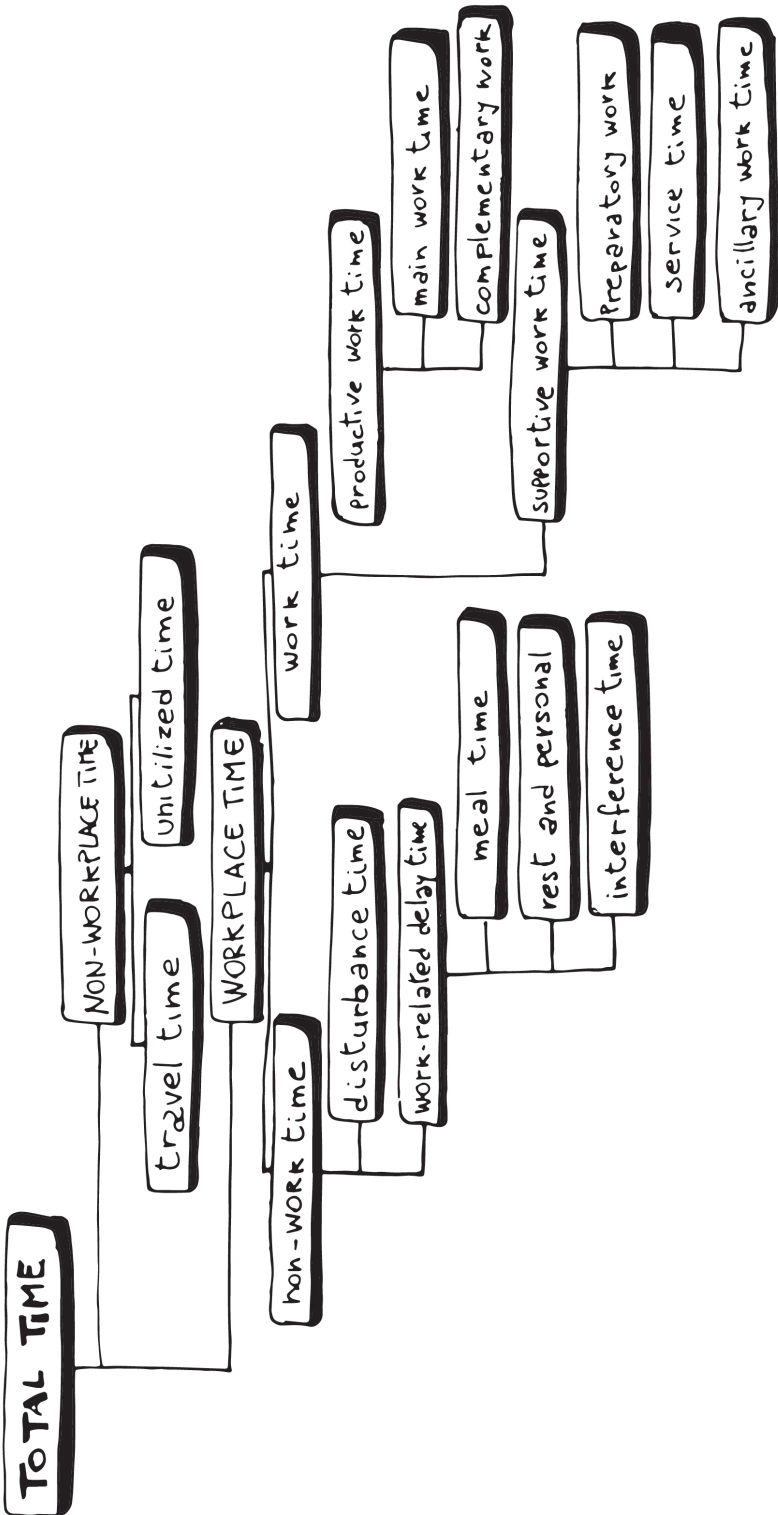 TOTAL TIME
NON-WORKPLACE TIME
travel time
unitilized time
WORKPLACE TIME
non-WORK time
disturbance time
work-related delay time
meal time
rest and personal
interference time
work time
productive work time
main work time
complementary work
supportive work time
Preparatory work
service time
ancillary work time